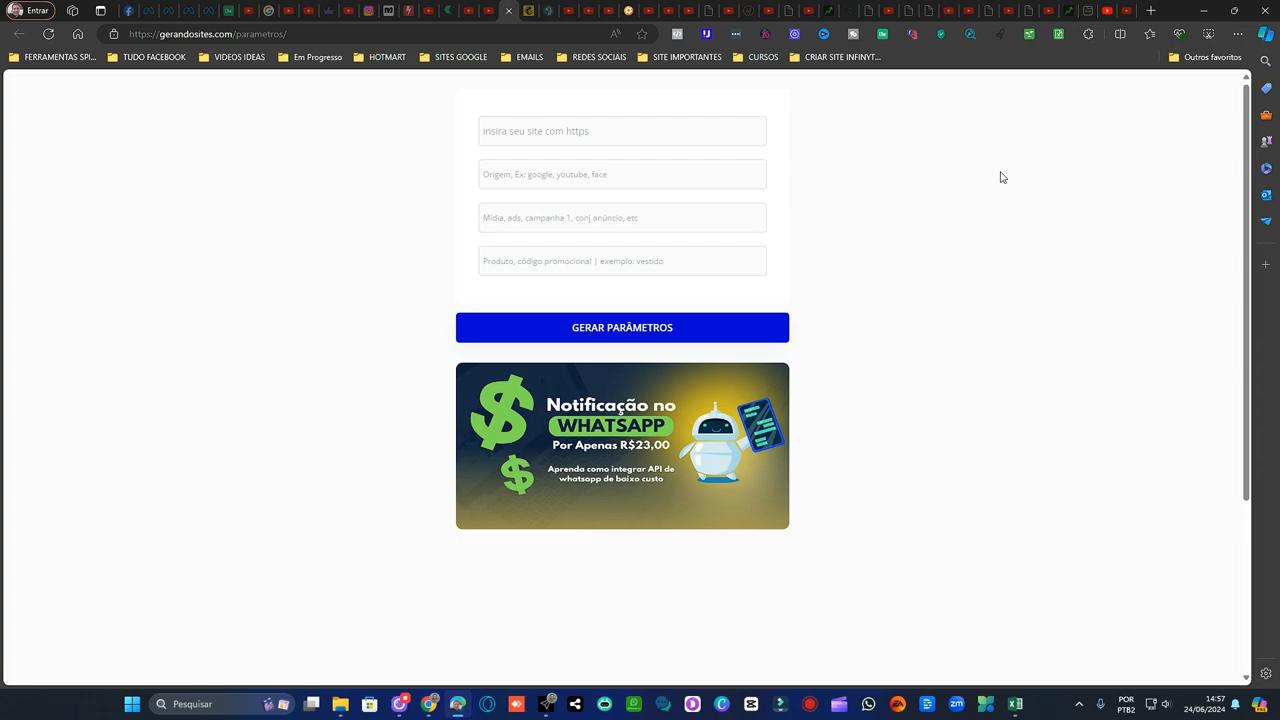 Entrar
https://gerandosites.com/parametros/
FERRAMENTAS SPI...
TUDO FACEBOOK
VIDEOS IDEAS
Em Progresso
HOTMART
SITES GOOGLE
EMAILS
REDES SOCIAIS
SITE IMPORTANTES
CURSOS
CRIAR SITE INFINYT...
Outros favoritos
insira seu site com https
Origem, Ex: google, youtube, face
Mídia, ads, campanha 1, conj anúncio, etc
Produto, código promocional | exemplo: vestido
GERAR PARÂMETROS
Notificação no
WHATSAPP
Por Apenas R$23,00
Aprenda como integrar API de
whatsapp de baixo custo
Pesquisar
POR
PTB2
14:57
24/06/2024